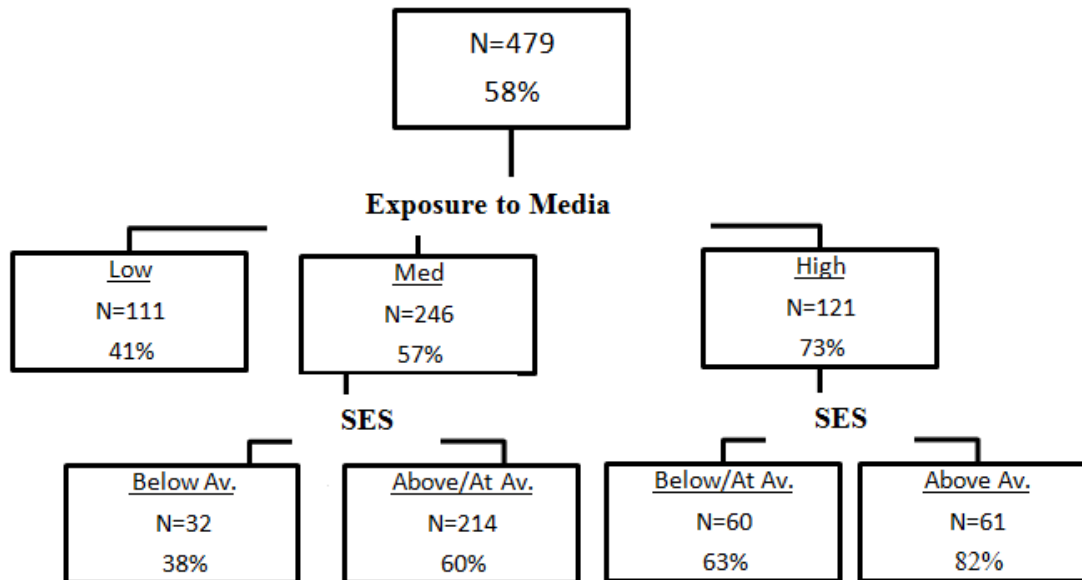 N=479
58%
Exposure to Media
Low
N=111
41%
Med
N=246
57%
High
N=121
73%
SES
SES
Below Av.
N=32
38%
Above/At Av.
N=214
60%
Below/At Av.
N=60
63%
Above Av.
N=61
82%